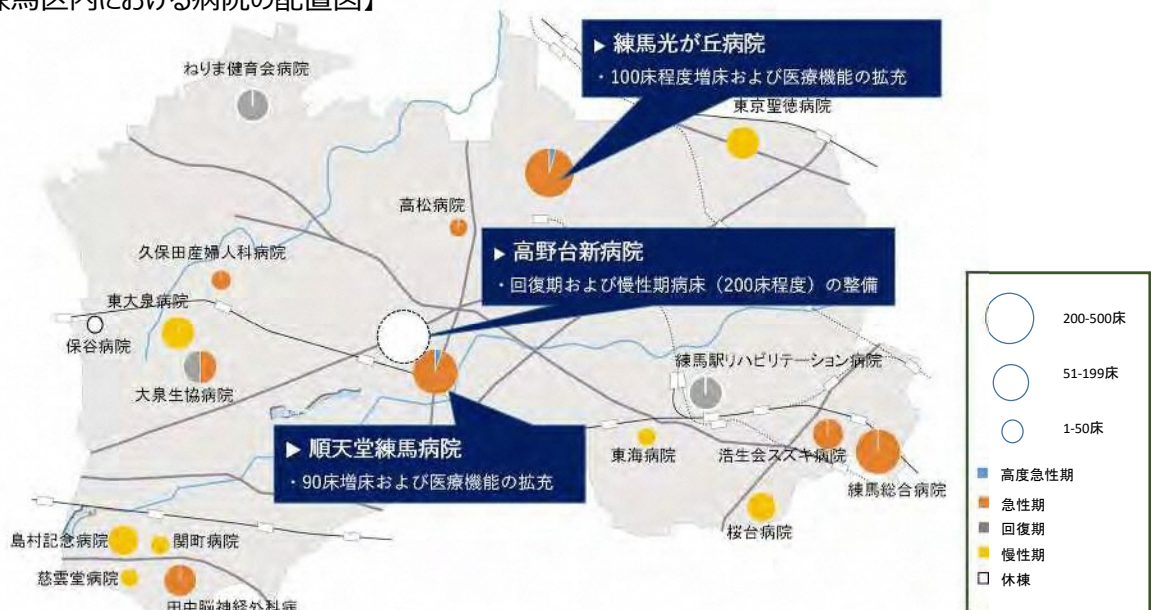 練馬区内における病院の配置図】
▶ 練馬光が丘病院
・100床程度増床および医療機能の拡充
ねりま健育会病院
東京聖徳病院
高松病院
▶ 高野台新病院
・回復期および慢性期病床（200床程度）の整備
久保田産婦人科病院
東大泉病院
保谷病院
大泉生協病院
練馬駅リハビリテーション病院
▶ 順天堂練馬病院
・90床増床および医療機能の拡充
東海病院
浩生会スズキ病院
練馬総合病院
桜台病院
島村記念病院
関町病院
慈雲堂病院
田中脳神経外科病
200-500床
51-199床
1-50床
高度急性期
急性期
回復期
慢性期
休棟